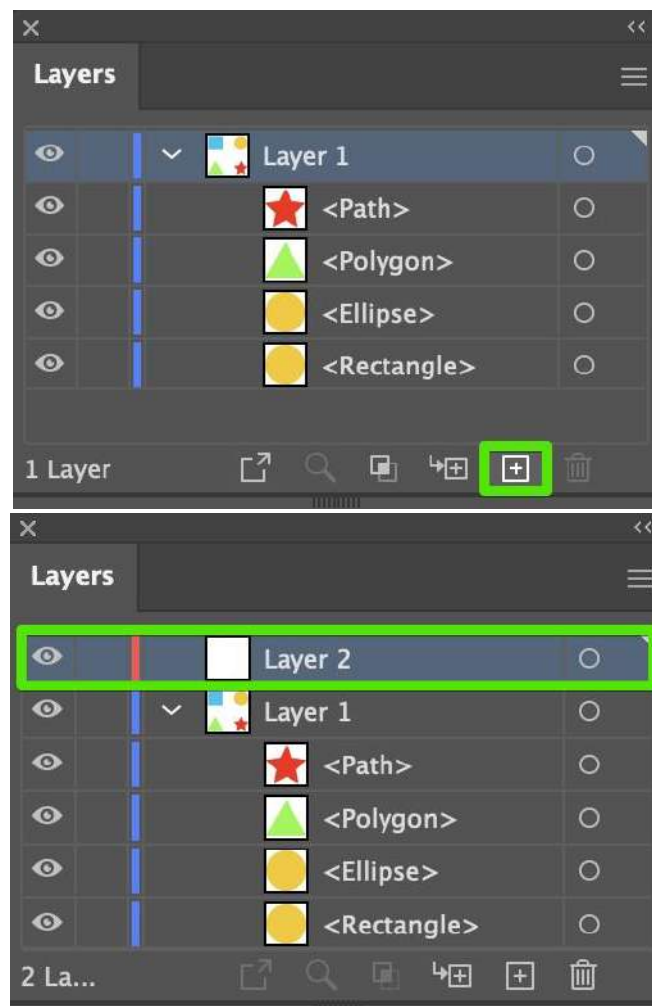 Layers
Layer 1
<Path>
<Polygon>
<Ellipse>
<Rectangle>
1 Layer
Layers
Layer 2
Layer 1
<Path>
<Polygon>
<Ellipse>
<Rectangle>
2 La...